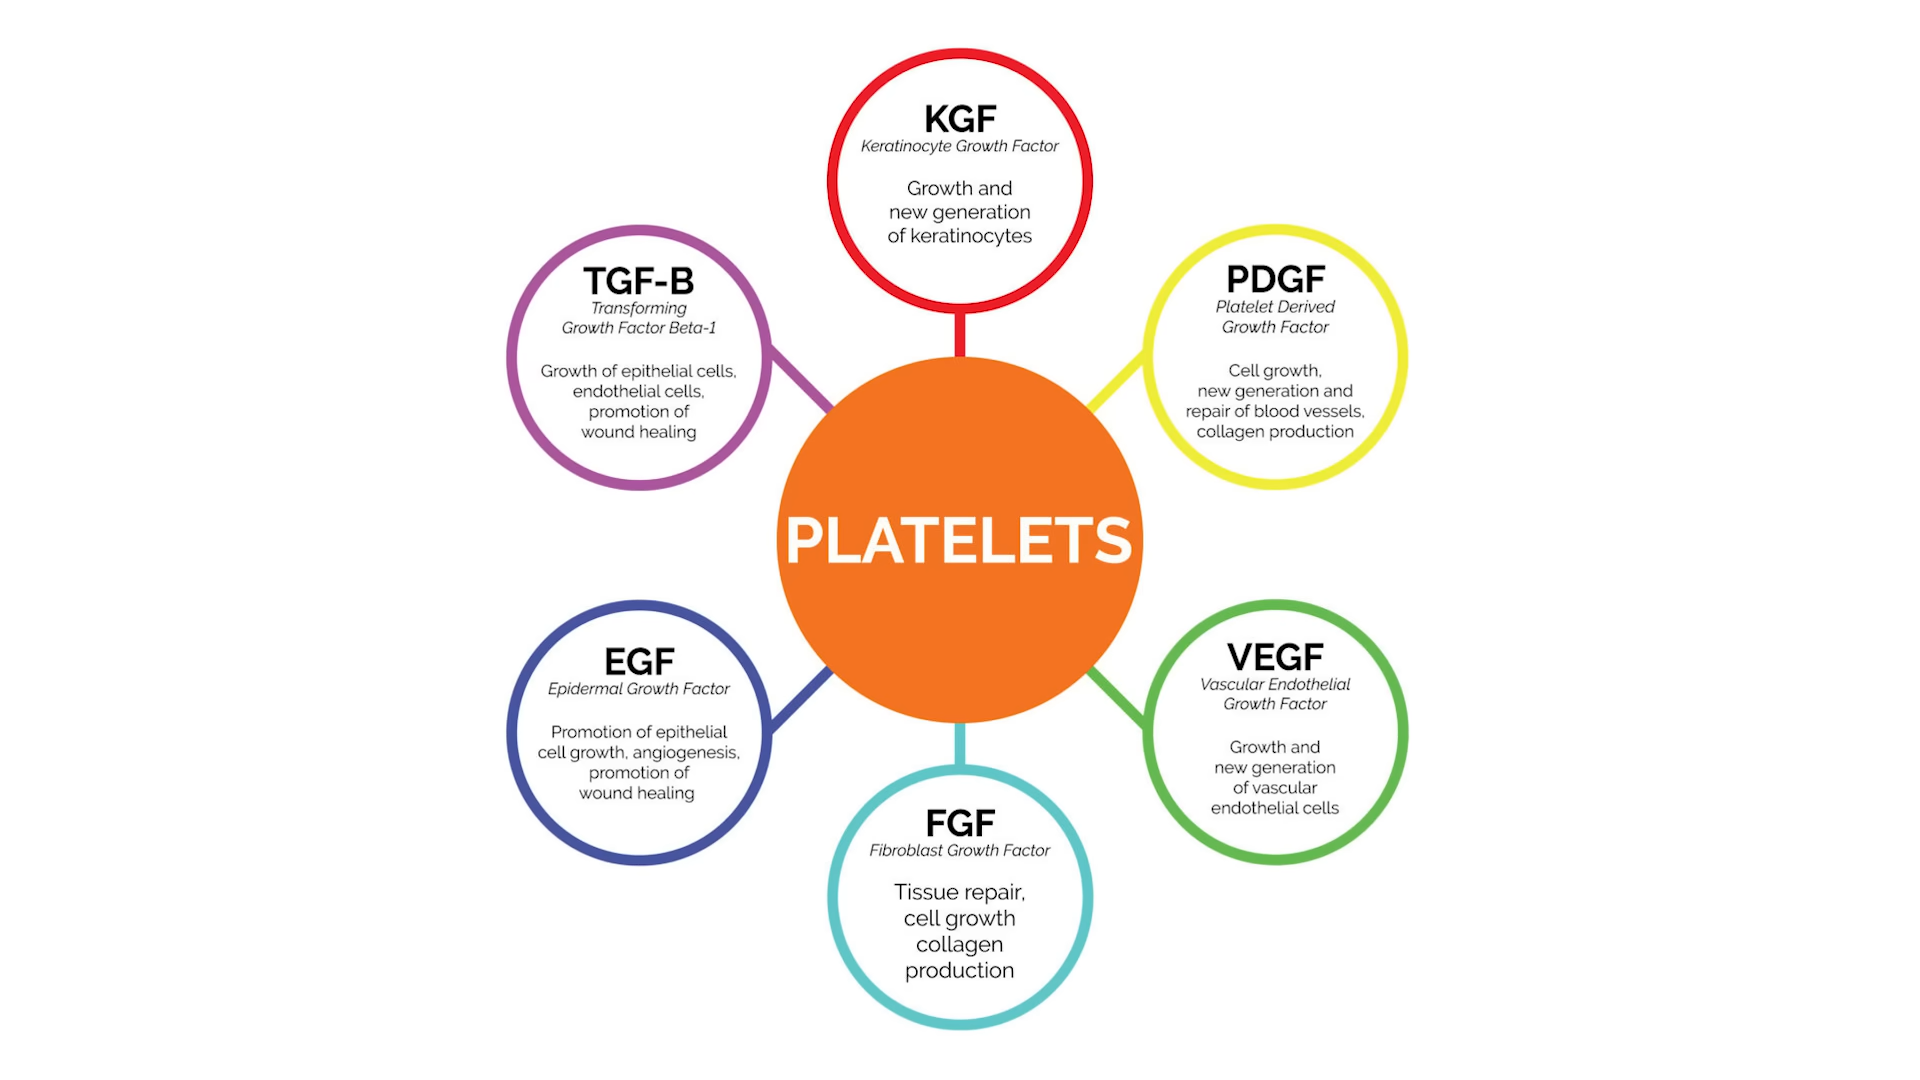 KGF
Keratinocyte Growth Factor
Growth and
new generation
of keratinocytes
TGF-B
Transforming
Growth Factor Beta-1
Growth of epithelial cells,
endothelial cells,
promotion of
wound healing
PDGF
Platelet Derived
Growth Factor
Cell growth,
new generation and
repair of blood vessels,
collagen production
PLATELETS
EGF
Epidermal Growth Factor
Promotion of epithelial
cell growth, angiogenesis,
promotion of
wound healing
VEGF
Vascular Endothelial
Growth Factor
Growth and
new generation
of vascular
endothelial cells
FGF
Fibroblast Growth Factor
Tissue repair,
cell growth
collagen
production